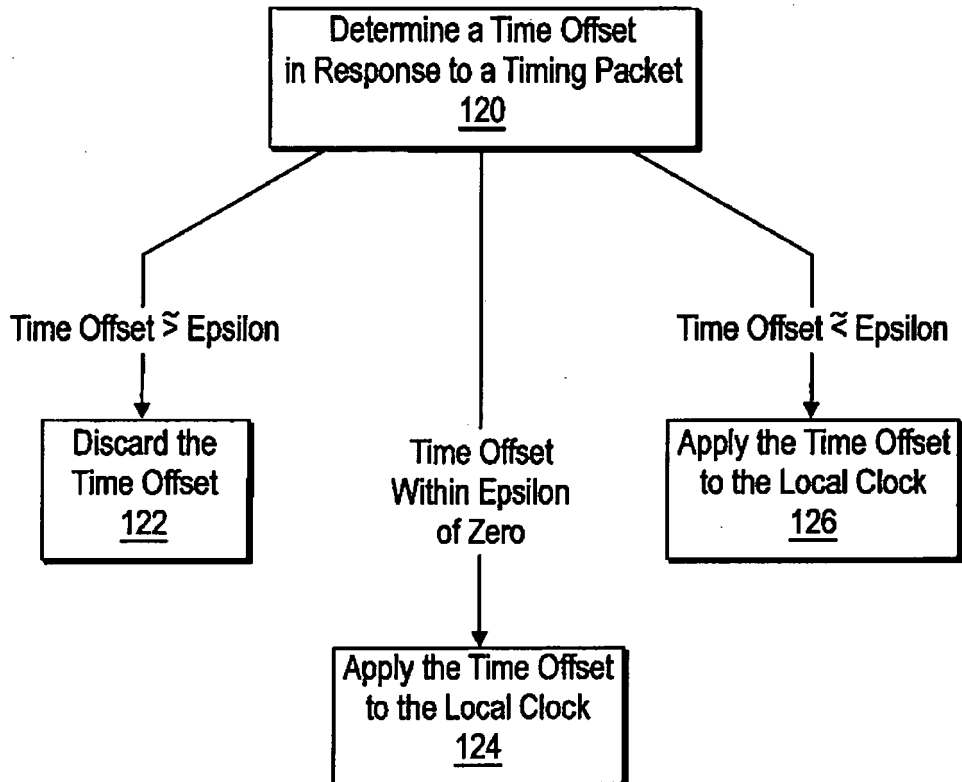 Determine a Time Offset
in Response to a Timing Packet
120
Time Offset ⪞ Epsilon
Time Offset ⪝ Epsilon
Discard the
Time Offset
122
Time Offset
Within Epsilon
of Zero
Apply the Time Offset
to the Local Clock
126
Apply the Time Offset
to the Local Clock
124